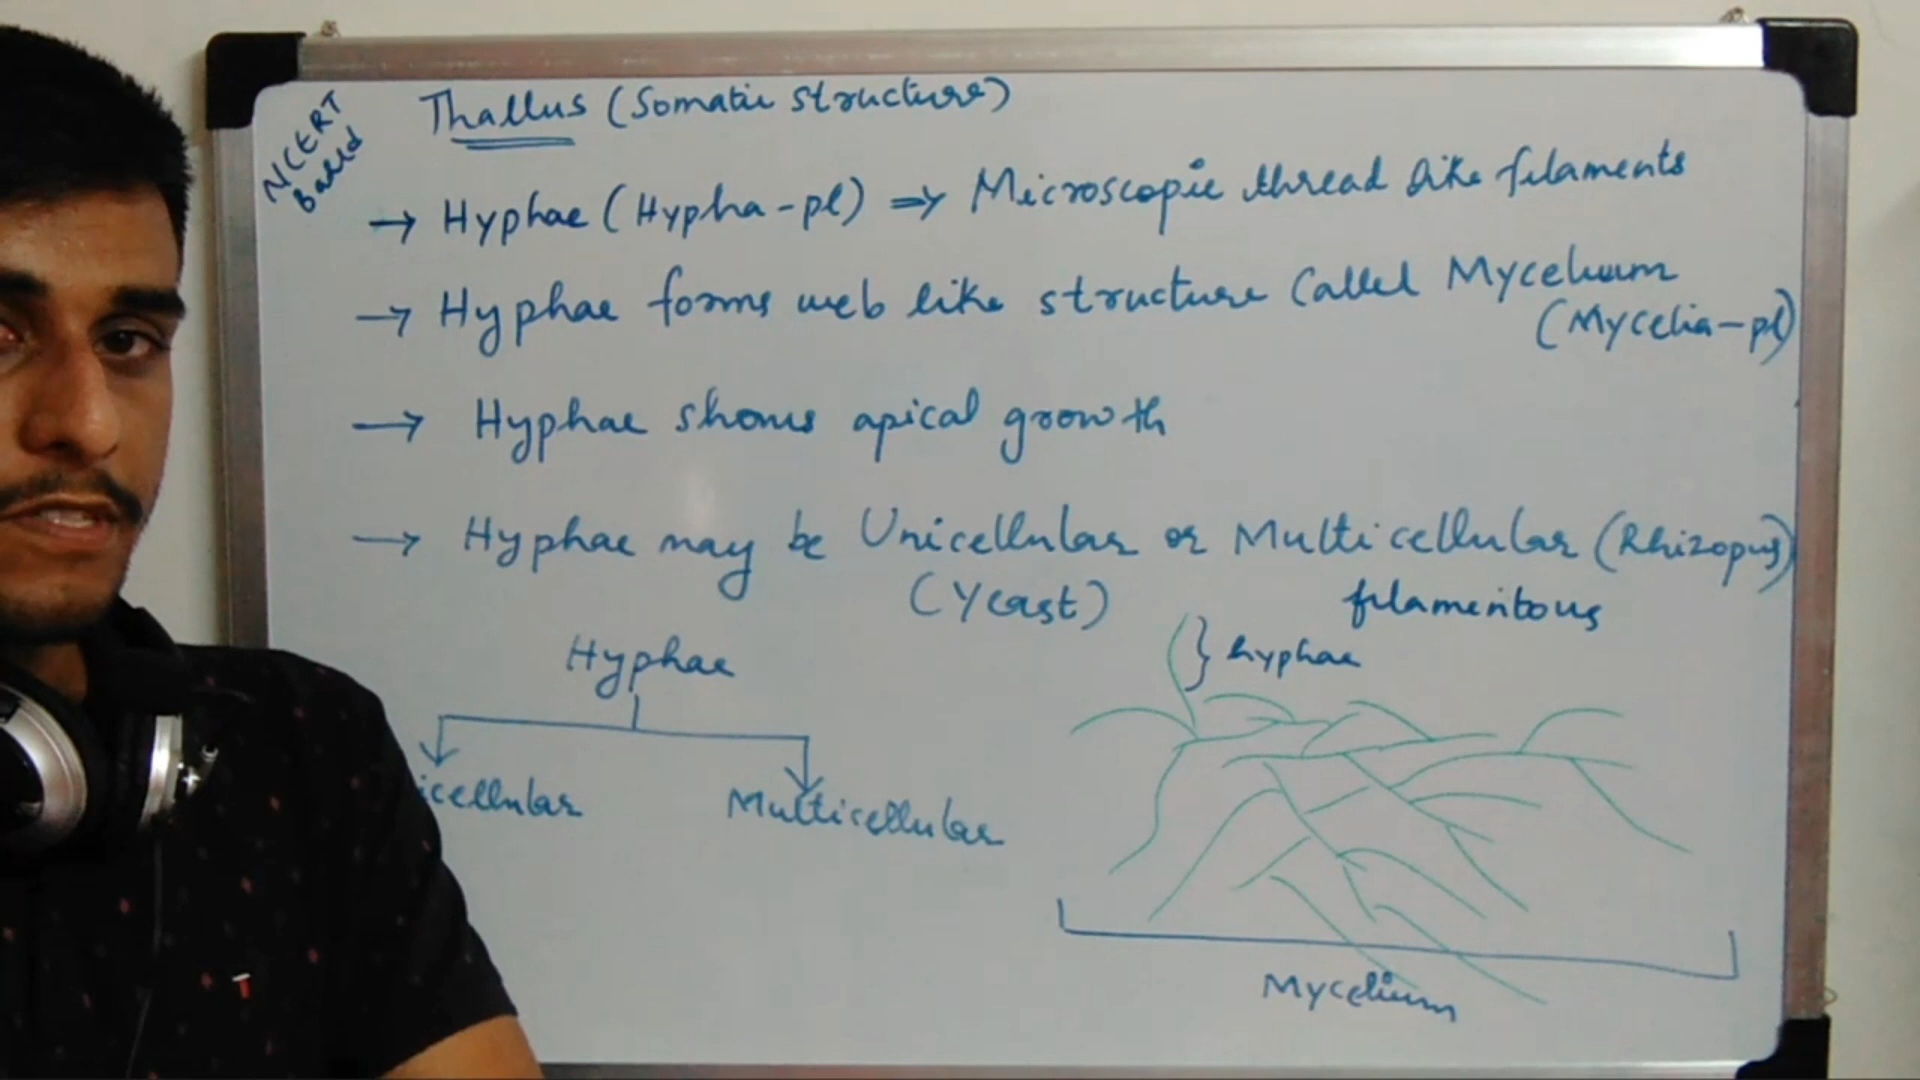 NCERT
Based
Thallus (Somatic structure)
→ Hyphae (Hypha-pl) ⇒ Microscopic thread like filaments
→ Hyphae forms web like structure called Mycelium
(Mycelia-pl)
→ Hyphae shows apical growth
→ Hyphae may be Unicellular or Multicellular (Rhizopus)
(Yeast) filamentous
Hyphae
} hyphae
icellular Multicellular
Mycelium
T